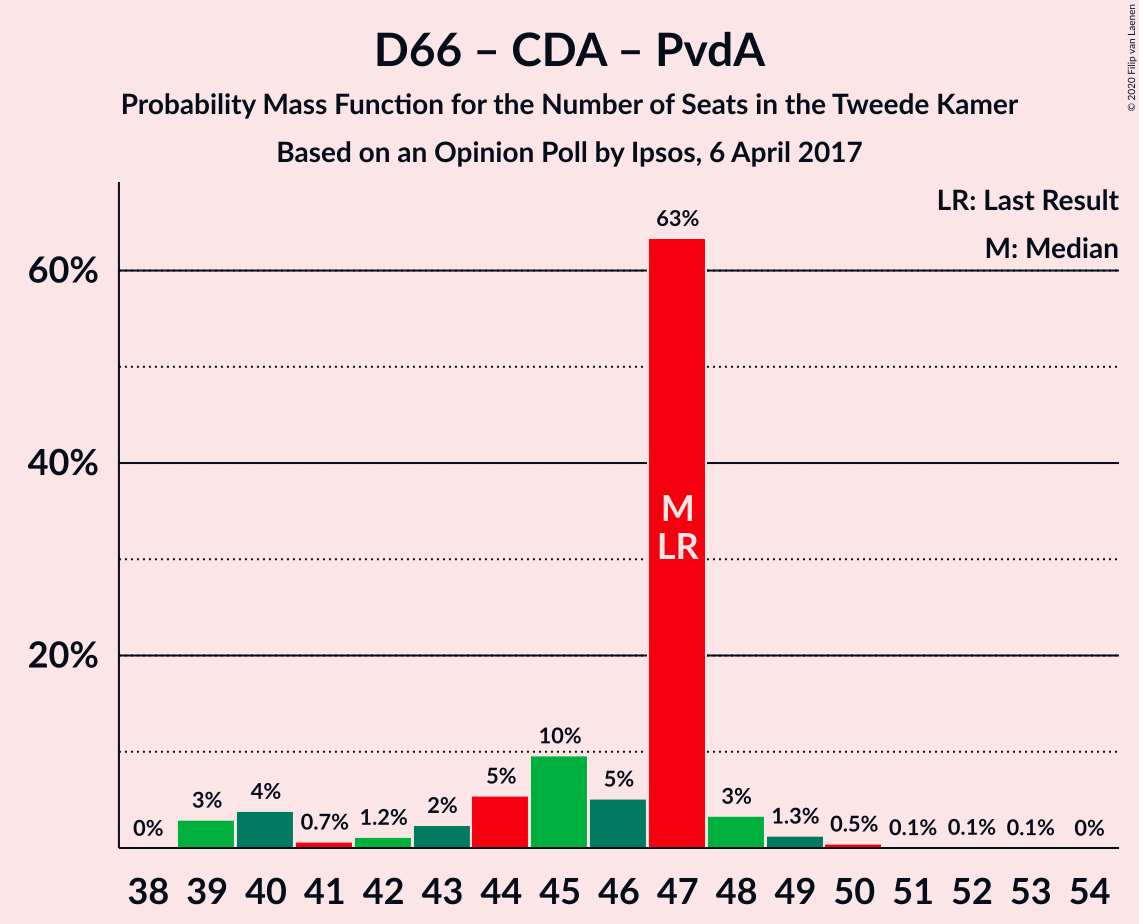 D66 – CDA – PvdA
Probability Mass Function for the Number of Seats in the Tweede Kamer
Based on an Opinion Poll by Ipsos, 6 April 2017
© 2020 Filip van Laenen
LR: Last Result
M: Median
60%
40%
20%
0%
3%
4%
0.7%
1.2%
2%
5%
10%
5%
63%
3%
1.3%
0.5%
0.1%
0.1%
0.1%
0%
M
LR
38 39 40 41 42 43 44 45 46 47 48 49 50 51 52 53 54